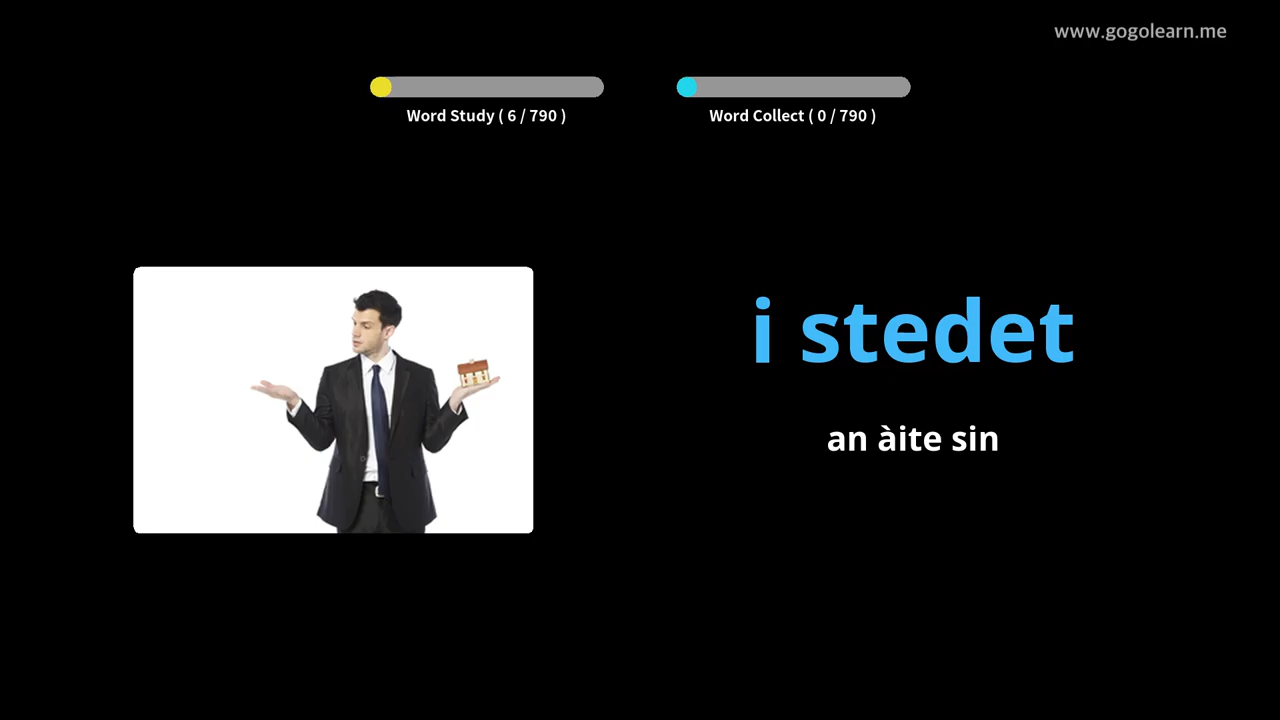 www.gogolearn.me
Word Study ( 6 / 790 )
Word Collect ( 0 / 790 )
i stedet
an àite sin